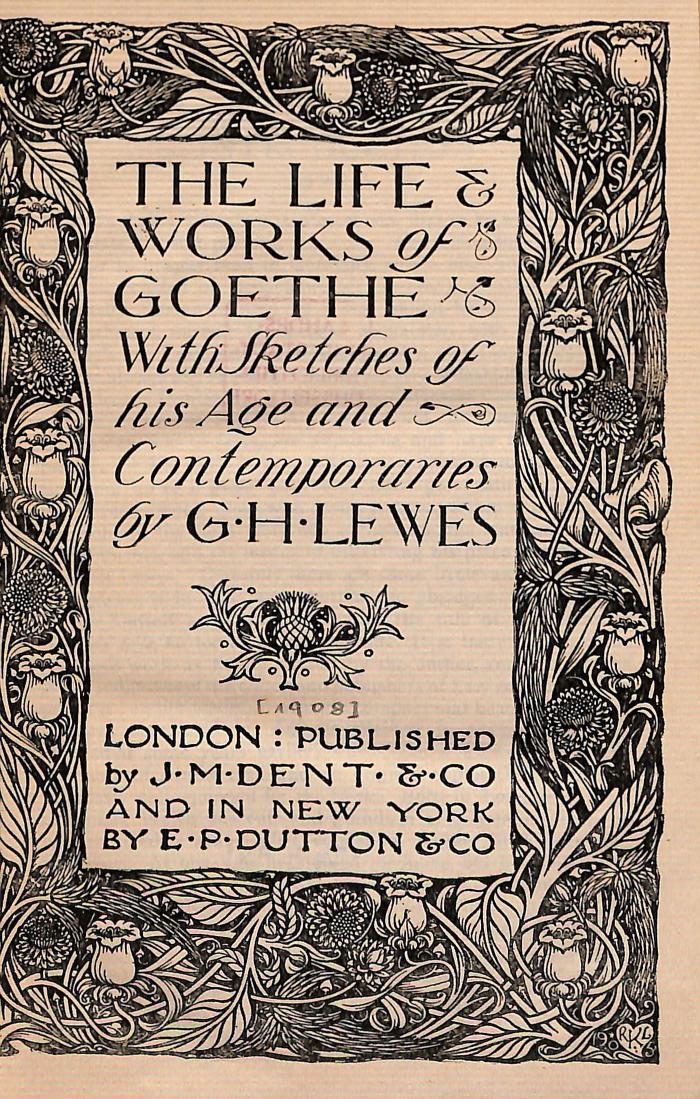 THE LIFE &
WORKS of
GOETHE
With Sketches of
his Age and
Contemporaries
by G·H·LEWES
[1908]
LONDON : PUBLISHED
by J·M·DENT· &·CO
AND IN NEW YORK
BY E·P·DUTTON &CO